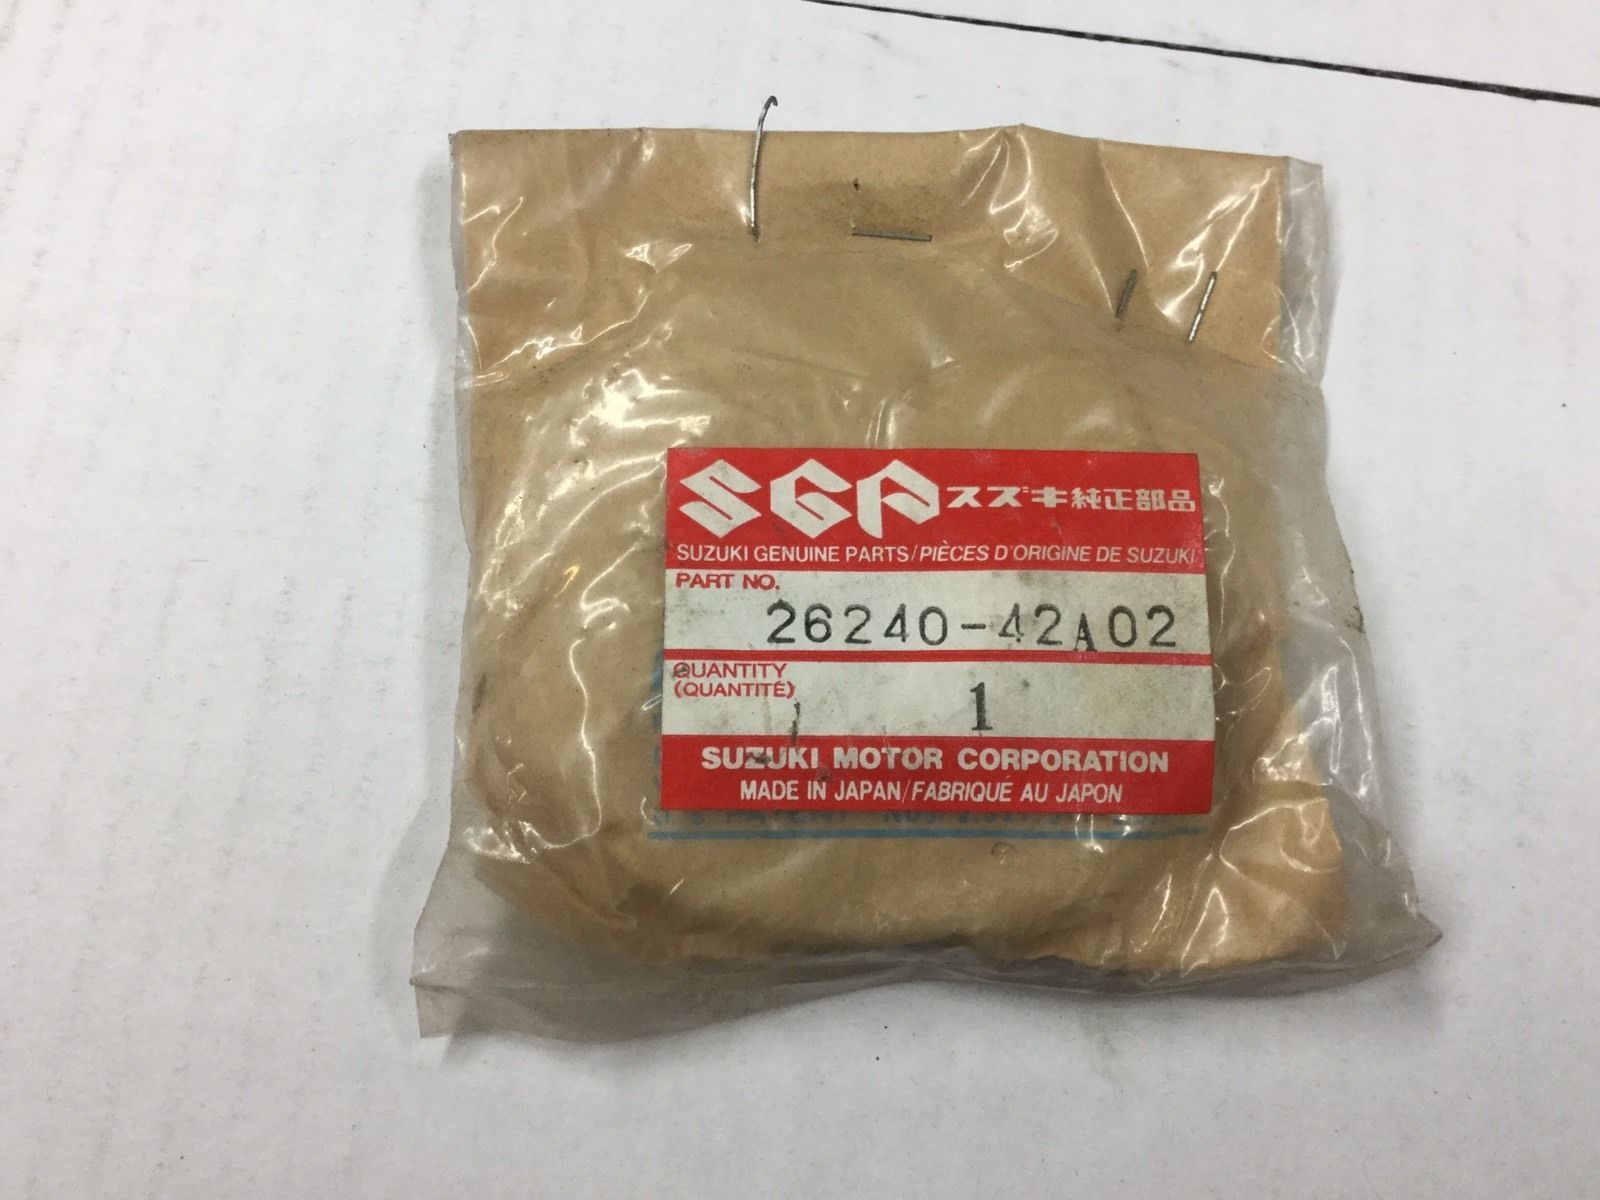 SGP スズキ純正部品
SUZUKI GENUINE PARTS/PIÈCES D'ORIGINE DE SUZUKI
PART NO.
26240-42A02
QUANTITY
(QUANTITÉ)
1
SUZUKI MOTOR CORPORATION
MADE IN JAPAN/FABRIQUÉ AU JAPON